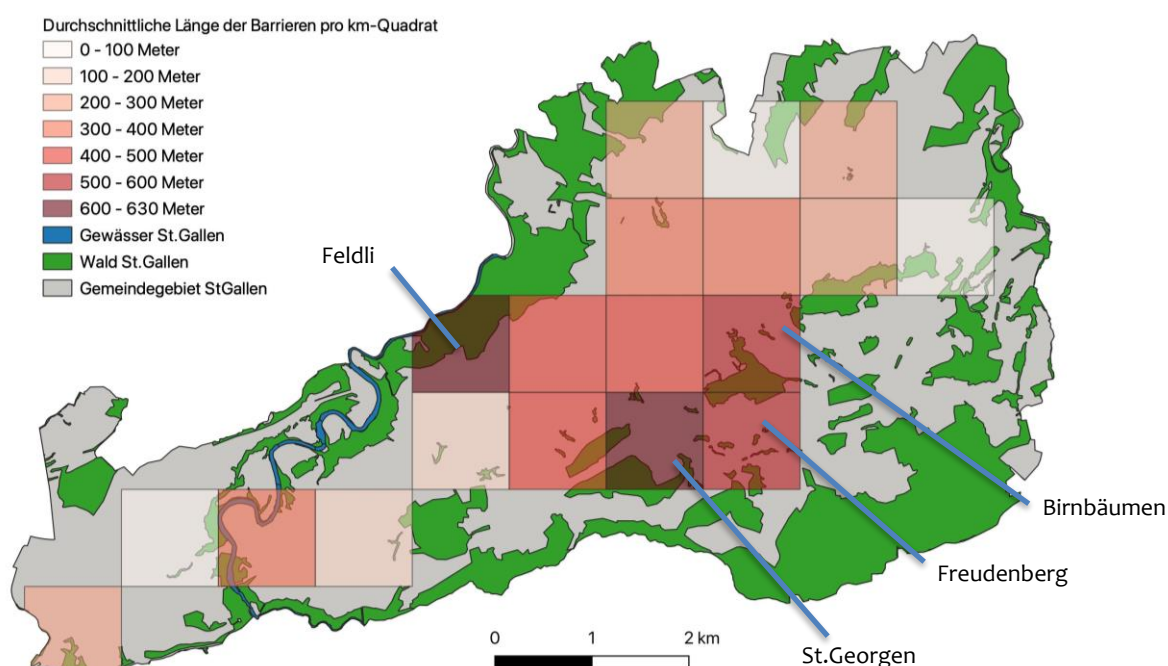 Durchschnittliche Länge der Barrieren pro km-Quadrat
0 - 100 Meter
100 - 200 Meter
200 - 300 Meter
300 - 400 Meter
400 - 500 Meter
500 - 600 Meter
600 - 630 Meter
Gewässer St.Gallen
Wald St.Gallen
Gemeindegebiet StGallen
Feldli
Birnbäumen
Freudenberg
St.Georgen
0 1 2 km